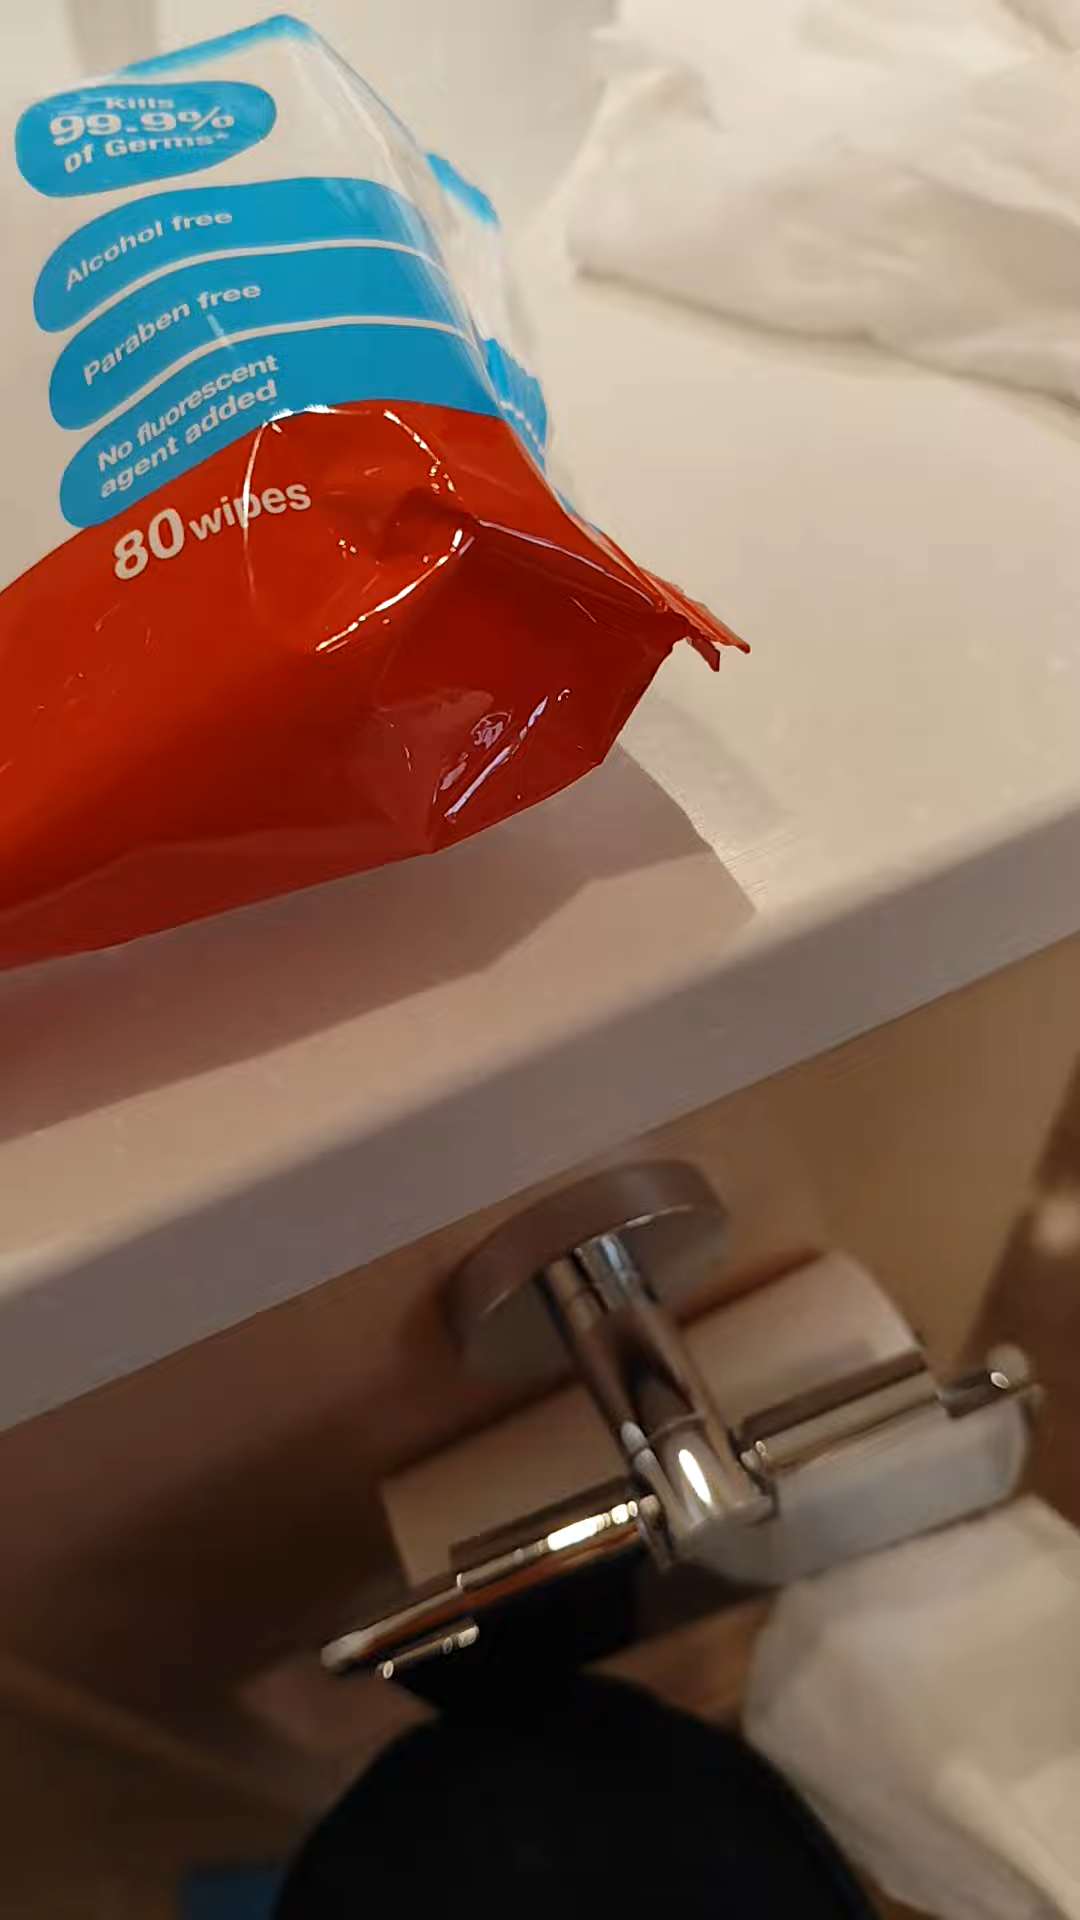 Kills
99.9%
of Germs*
Alcohol free
Paraben free
No fluorescent
agent added
80 wipes